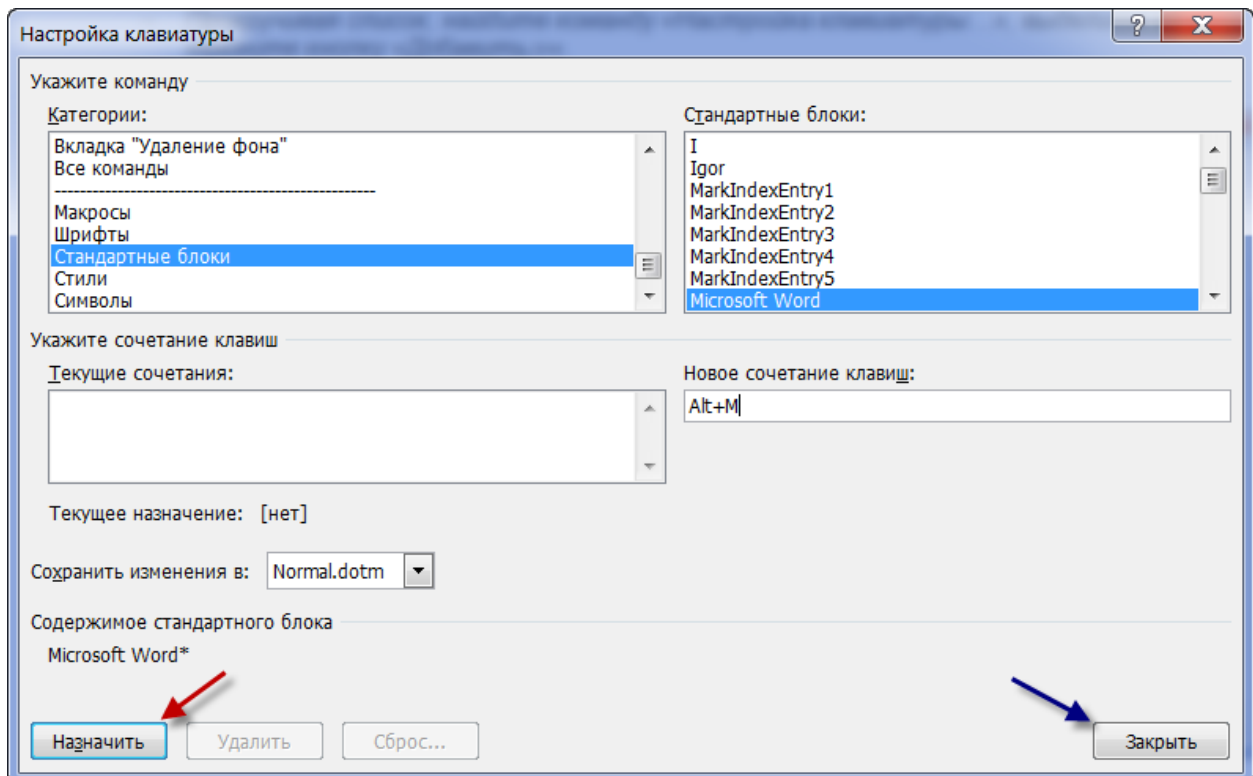 Настройка клавиатуры
Укажите команду
Категории:
Вкладка "Удаление фона"
Все команды
--------------------------------------------------
Макросы
Шрифты
Стандартные блоки
Стили
Символы
Стандартные блоки:
I
Igor
MarkIndexEntry1
MarkIndexEntry2
MarkIndexEntry3
MarkIndexEntry4
MarkIndexEntry5
Microsoft Word
Укажите сочетание клавиш
Текущие сочетания:
Новое сочетание клавиш:
Alt+M
Текущее назначение: [нет]
Сохранить изменения в: Normal.dotm
Содержимое стандартного блока
Microsoft Word*
Назначить Удалить Сброс... Закрыть